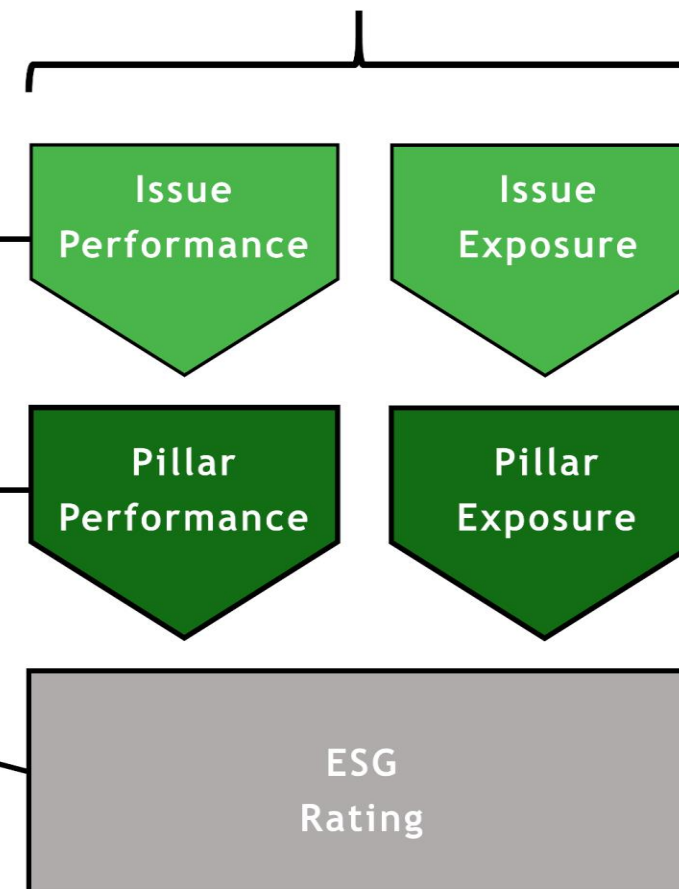 Issue
Performance
Issue
Exposure
Pillar
Performance
Pillar
Exposure
ESG
Rating